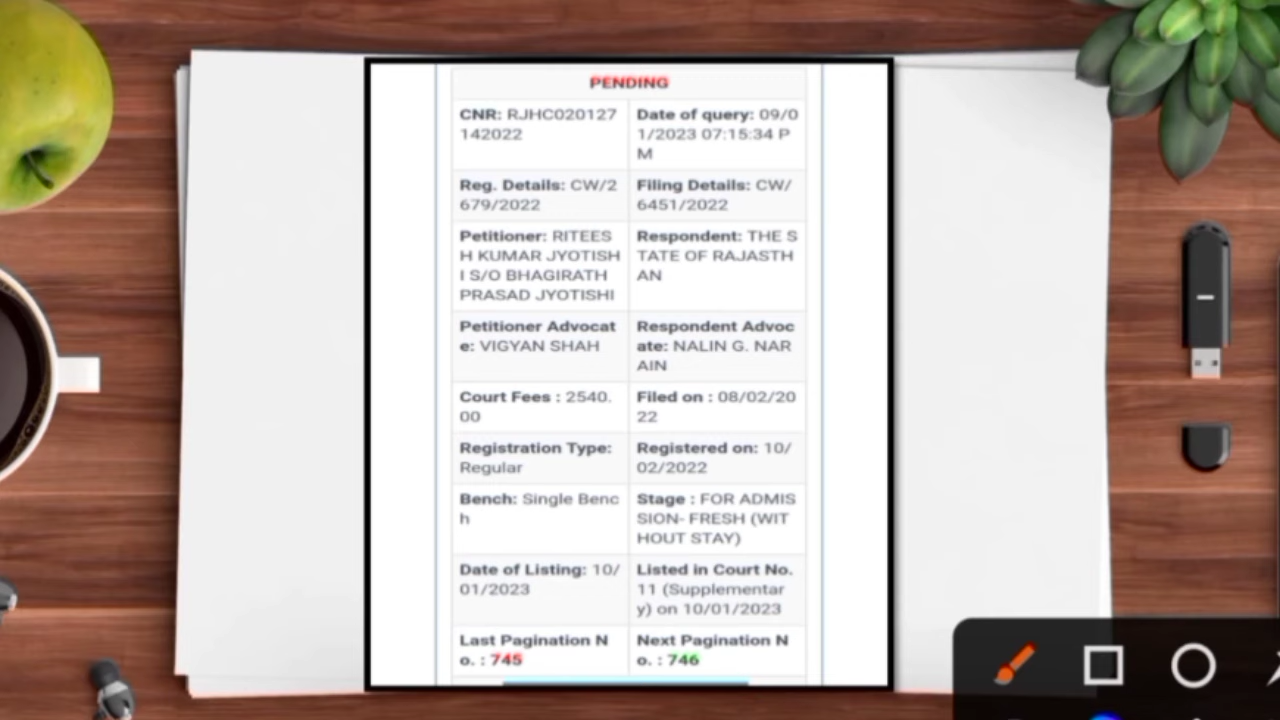 PENDING
CNR: RJHC020127
142022
Date of query: 09/0
1/2023 07:15:34 P
M
Reg. Details: CW/2
679/2022
Filing Details: CW/
6451/2022
Petitioner: RITEES
H KUMAR JYOTISH
I S/O BHAGIRATH
PRASAD JYOTISHI
Respondent: THE S
TATE OF RAJASTH
AN
Petitioner Advocat
e: VIGYAN SHAH
Respondent Advoc
ate: NALIN G. NAR
AIN
Court Fees : 2540.
00
Filed on : 08/02/20
22
Registration Type:
Regular
Registered on: 10/
02/2022
Bench: Single Benc
h
Stage : FOR ADMIS
SION- FRESH (WIT
HOUT STAY)
Date of Listing: 10/
01/2023
Listed in Court No.
11 (Supplementar
y) on 10/01/2023
Last Pagination N
o. : 745
Next Pagination N
o. : 746